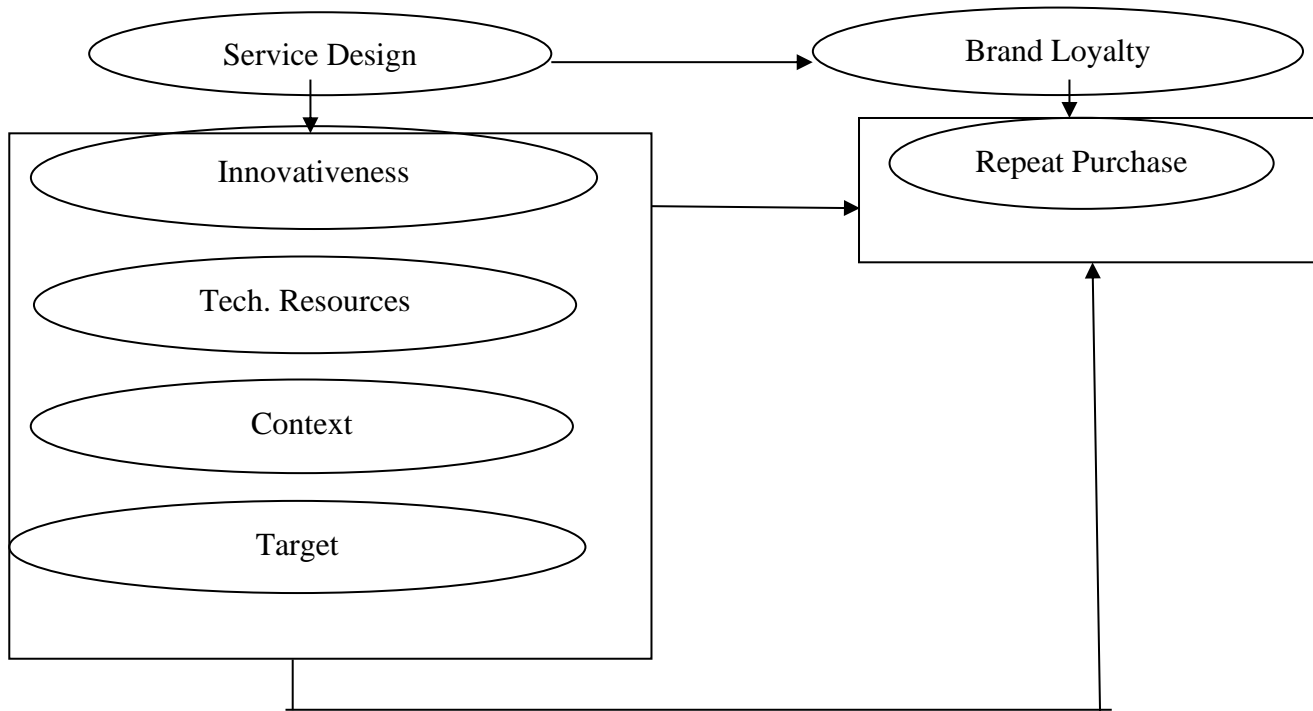 Service Design
Brand Loyalty
Innovativeness
Repeat Purchase
Tech. Resources
Context
Target